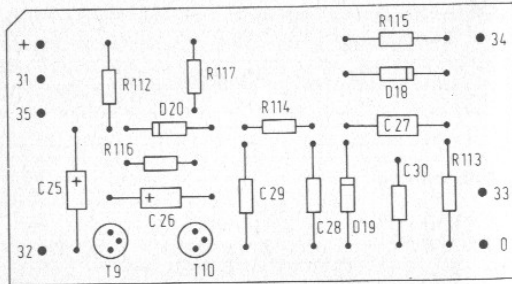 R115
+ 34
R117
31 R112 D18
35 D20 R114 C27
R116 C30 R113
C25 + C29
+ C26 C28 D19 33
32 T9 T10 0